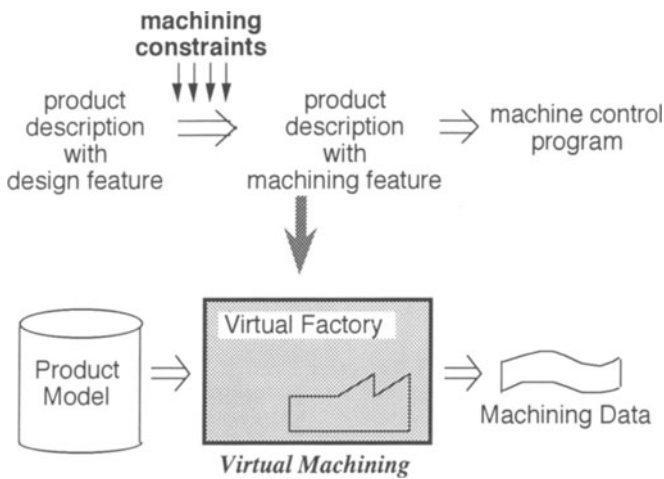 machining
constraints
product
description
with
design feature
product
description
with
machining feature
machine control
program
Product
Model
Virtual Factory
Machining Data
Virtual Machining